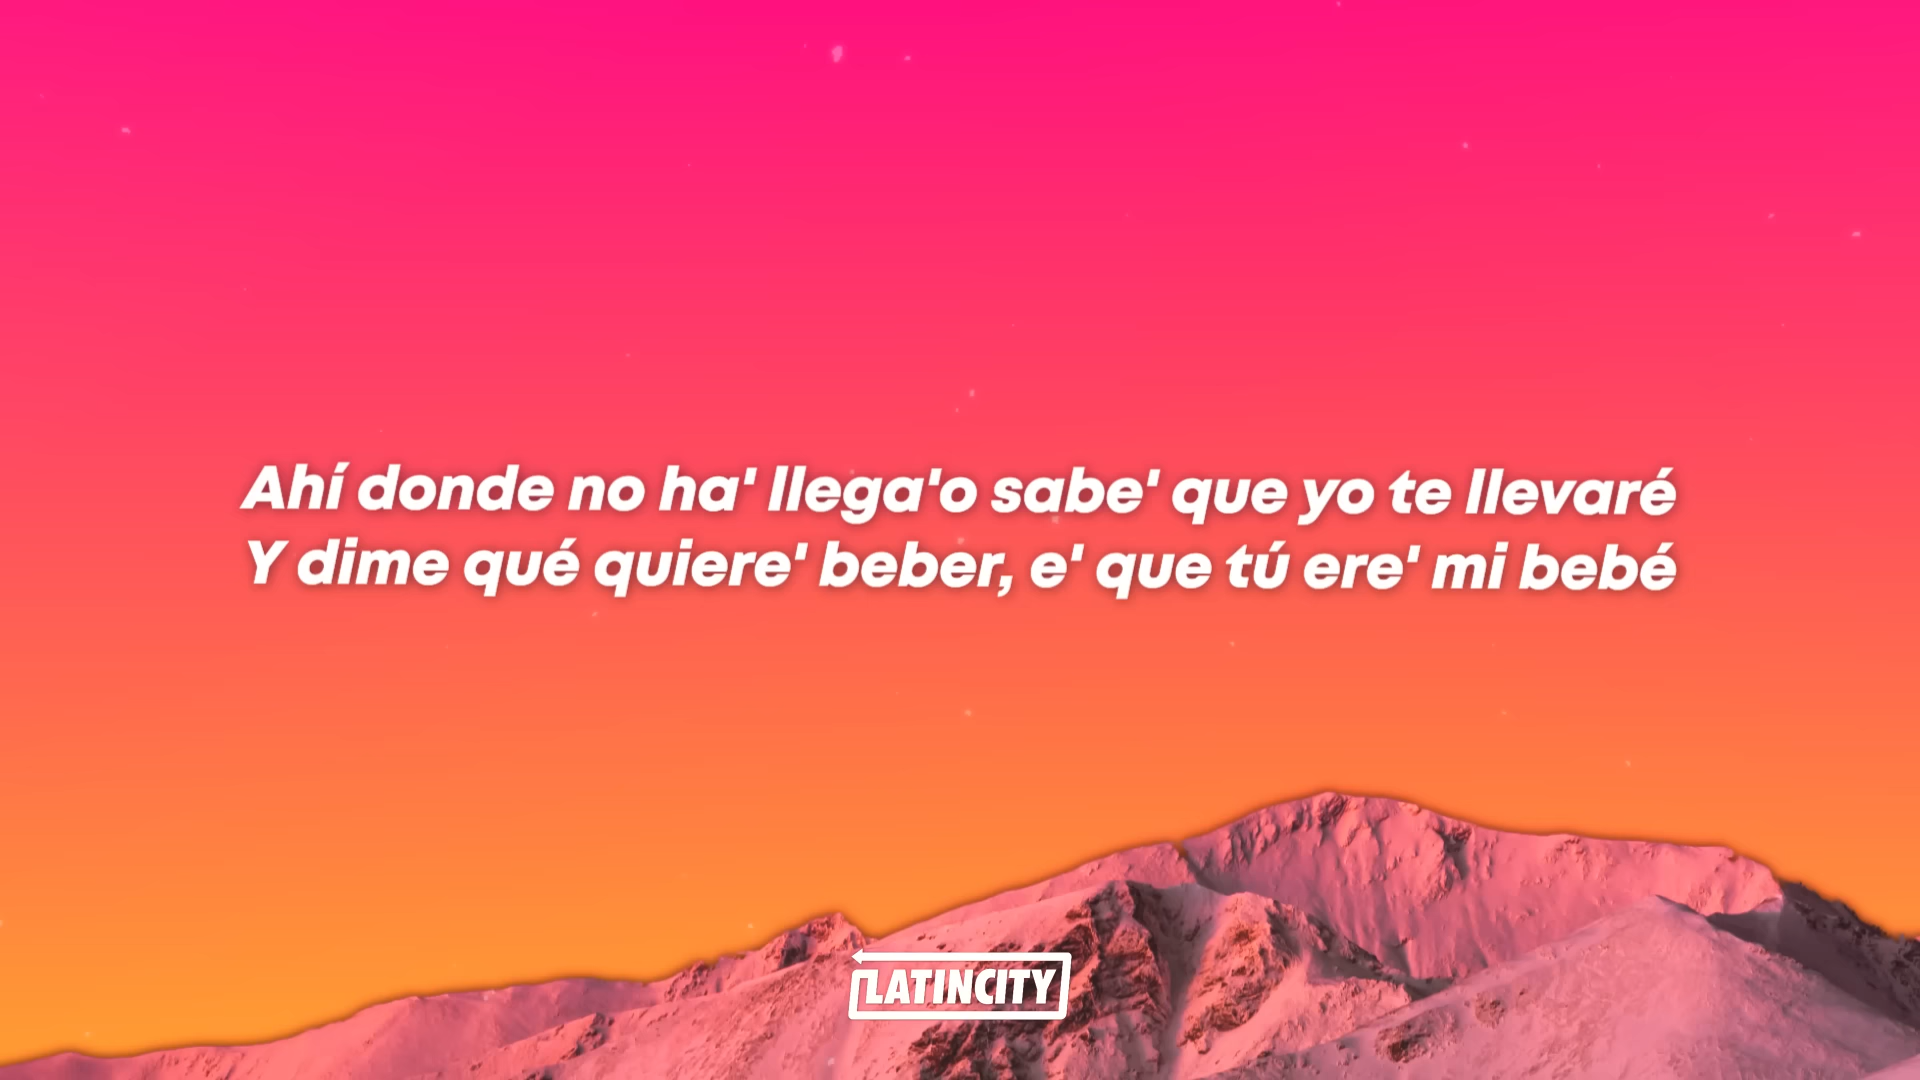 Ahí donde no ha' llega'o sabe' que yo te llevaré
Y dime qué quiere' beber, e' que tú ere' mi bebé
LATINCITY